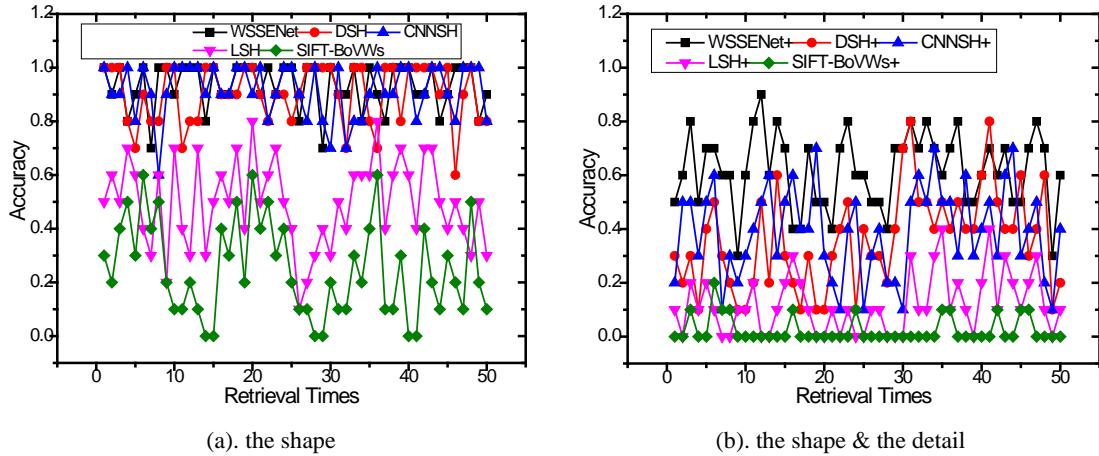 1.2
1.0
0.8
0.6
0.4
0.2
0.0
Accuracy
WSSENet DSH CNNSH
LSH SIFT-BoVWs
0 10 20 30 40 50
Retrieval Times
(a). the shape
1.2
1.0
0.8
0.6
0.4
0.2
0.0
Accuracy
WSSENet+ DSH+ CNNSH+
LSH+ SIFT-BoVWs+
0 10 20 30 40 50
Retrieval Times
(b). the shape & the detail